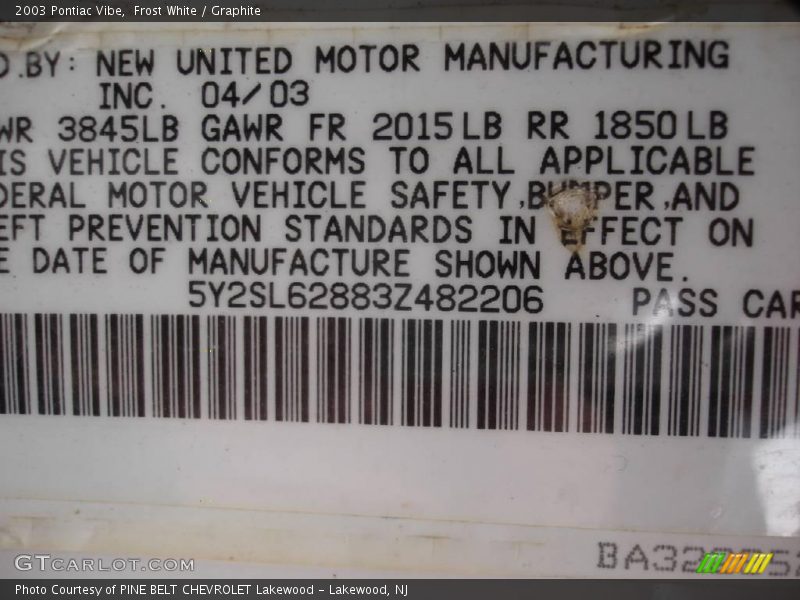 2003 Pontiac Vibe, Frost White / Graphite
D.BY: NEW UNITED MOTOR MANUFACTURING
INC. 04/03
WR 3845LB GAWR FR 2015LB RR 1850LB
IS VEHICLE CONFORMS TO ALL APPLICABLE
DERAL MOTOR VEHICLE SAFETY,BUMPER,AND
EFT PREVENTION STANDARDS IN EFFECT ON
E DATE OF MANUFACTURE SHOWN ABOVE.
5Y2SL62883Z482206 PASS CAR
GTCARLOT.COM
Photo Courtesy of PINE BELT CHEVROLET Lakewood - Lakewood, NJ